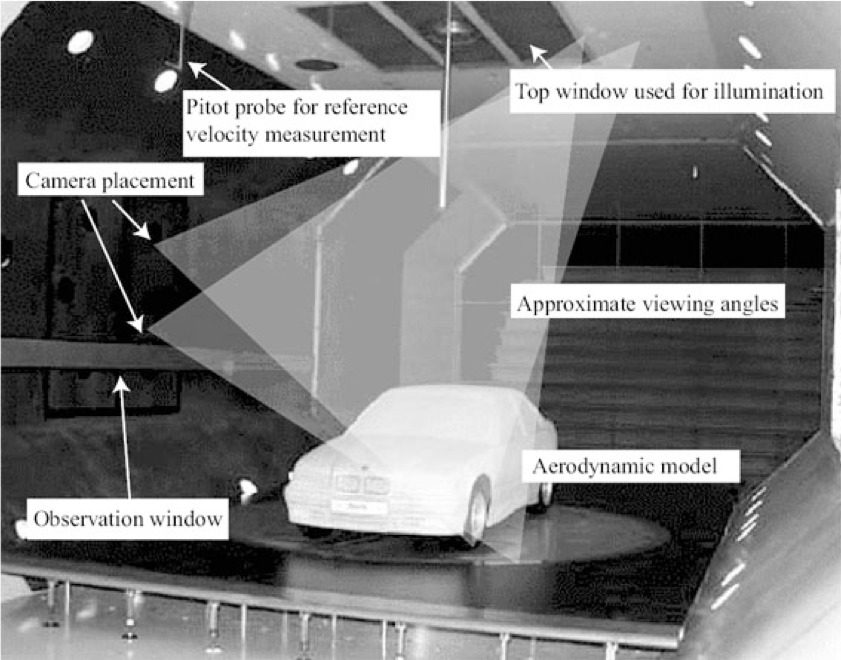 Top window used for illumination
Pitot probe for reference
velocity measurement
Camera placement
Approximate viewing angles
Aerodynamic model
Observation window